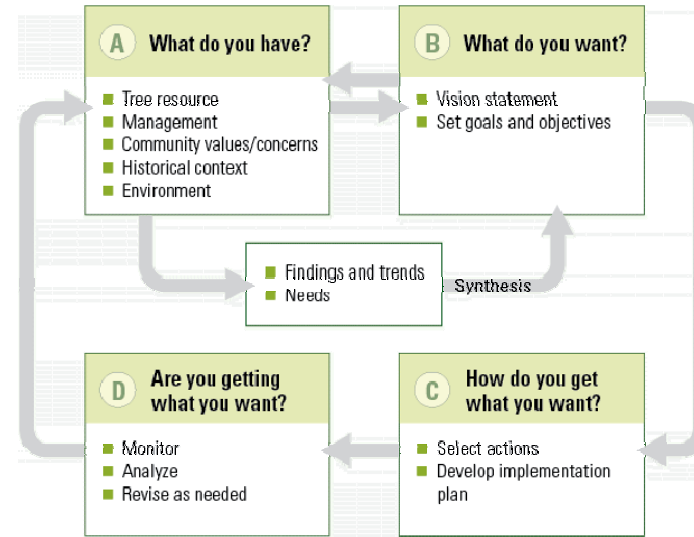 A What do you have?
Tree resource
Management
Community values/concerns
Historical context
Environment
B What do you want?
Vision statement
Set goals and objectives
Findings and trends
Needs
Synthesis
D Are you getting
what you want?
Monitor
Analyze
Revise as needed
C How do you get
what you want?
Select actions
Develop implementation
plan